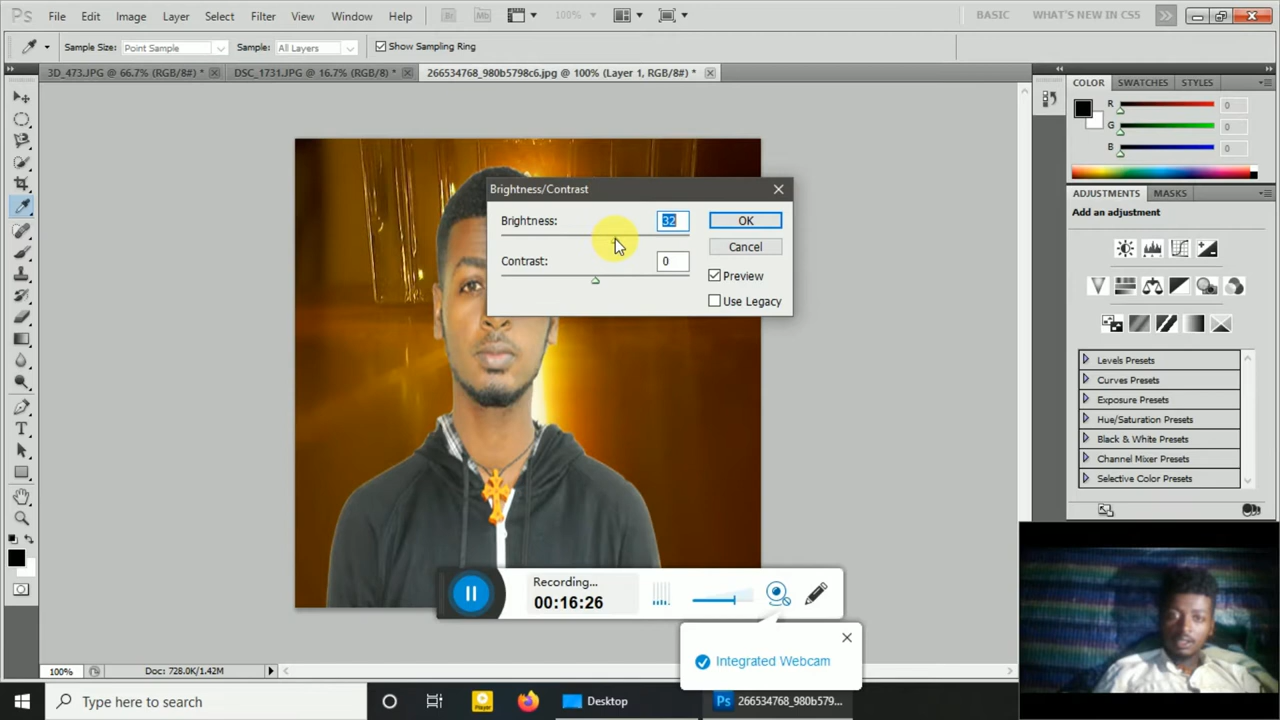 Ps File Edit Image Layer Select Filter View Window Help Br Mb 100% BASIC WHAT'S NEW IN CS5
Sample Size: Point Sample Sample: All Layers Show Sampling Ring
3D_473.JPG @ 66.7% (RGB/8#) * DSC_1731.JPG @ 16.7% (RGB/8) * 266534768_980b5798c6.jpg @ 100% (Layer 1, RGB/8#) *
COLOR SWATCHES STYLES
R 0
G 0
B 0
ADJUSTMENTS MASKS
Add an adjustment
Levels Presets
Curves Presets
Exposure Presets
Hue/Saturation Presets
Black & White Presets
Channel Mixer Presets
Selective Color Presets
Brightness/Contrast
Brightness: 32 OK
Cancel
Contrast: 0
Preview
Use Legacy
Recording...
00:16:26
Integrated Webcam
100% Doc: 728.0K/1.42M
Type here to search Player Desktop Ps 266534768_980b579...